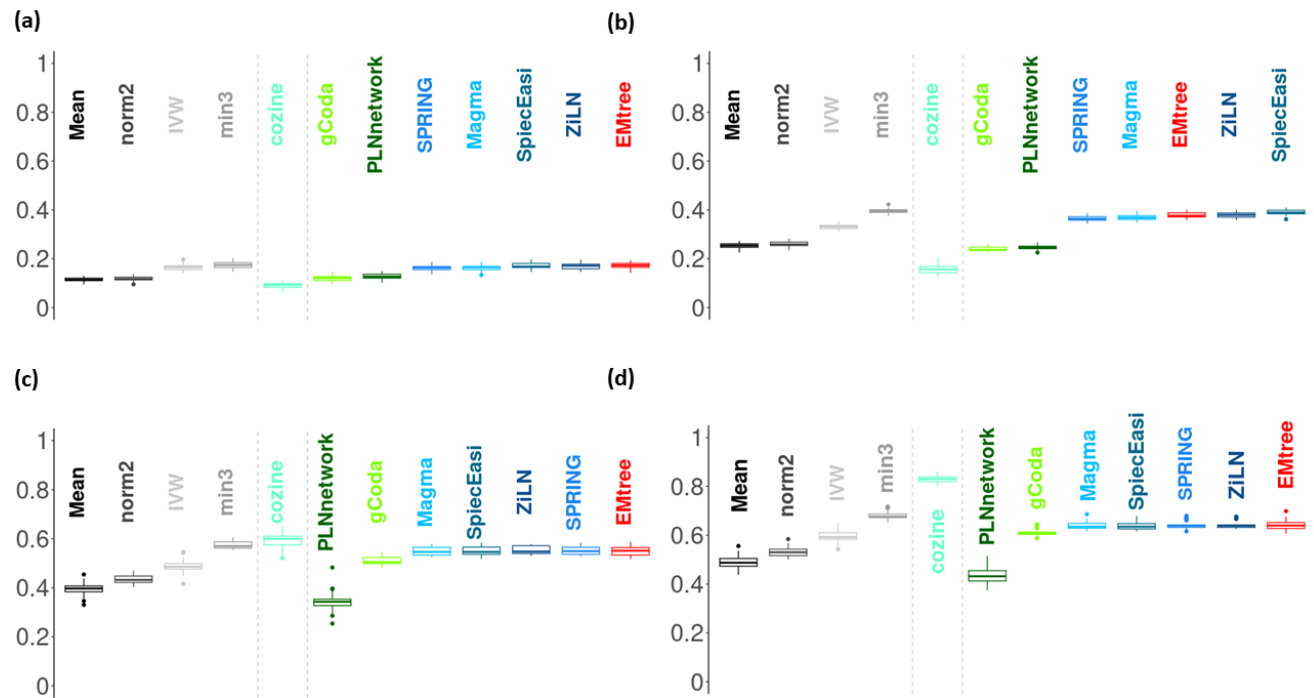 (a)
1
0.8
0.6
0.4
0.2
0
Mean
norm2
IVW
min3
cozine
gCoda
PLNnetwork
SPRING
Magma
SpiecEasi
ZiLN
EMtree
(b)
1
0.8
0.6
0.4
0.2
0
Mean
norm2
IVW
min3
cozine
gCoda
PLNnetwork
SPRING
Magma
EMtree
ZiLN
SpiecEasi
(c)
1
0.8
0.6
0.4
0.2
0
Mean
norm2
IVW
min3
cozine
PLNnetwork
gCoda
Magma
SpiecEasi
ZiLN
SPRING
EMtree
(d)
1
0.8
0.6
0.4
0.2
0
Mean
norm2
IVW
min3
cozine
PLNnetwork
gCoda
Magma
SpiecEasi
SPRING
ZiLN
EMtree